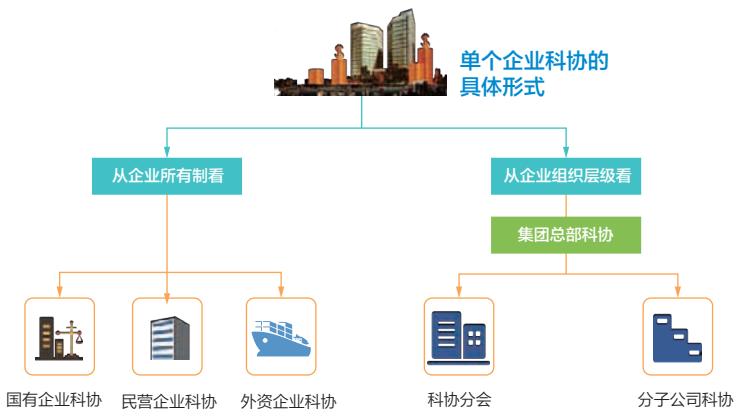 单个企业科协的
具体形式
从企业所有制看
从企业组织层级看
集团总部科协
国有企业科协
民营企业科协
外资企业科协
科协分会
分子公司科协